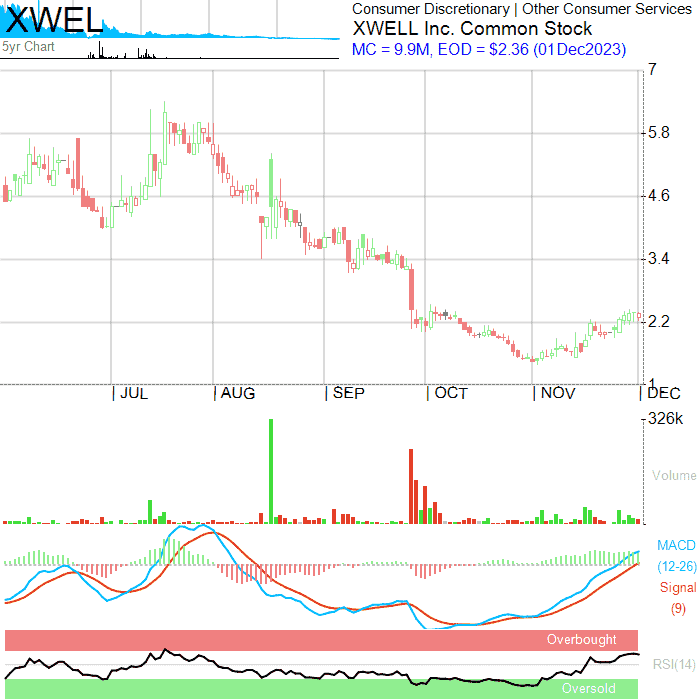 XWEL
5yr Chart
Consumer Discretionary | Other Consumer Services
XWELL Inc. Common Stock
MC = 9.9M, EOD = $2.36 (01Dec2023)
7
5.8
4.6
3.4
2.2
1
| JUL | AUG | SEP | OCT | NOV | DEC
326k
Volume
MACD
(12-26)
Signal
(9)
Overbought
RSI(14)
Oversold